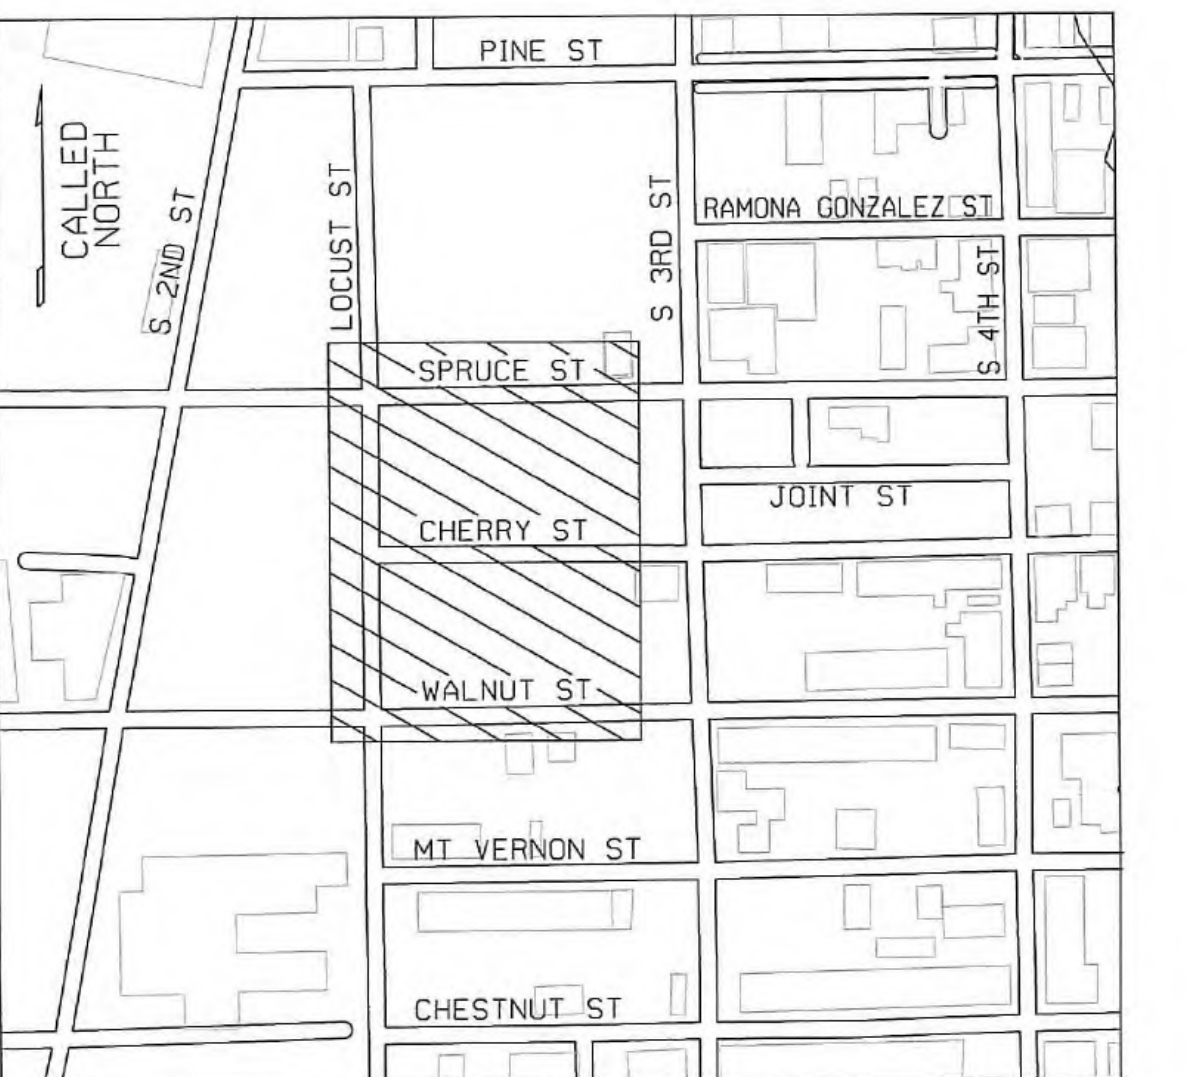 PINE ST
CALLED
NORTH
S 2ND ST
LOCUST ST
S 3RD ST
RAMONA GONZALEZ ST
S 4TH ST
SPRUCE ST
JOINT ST
CHERRY ST
WALNUT ST
MT VERNON ST
CHESTNUT ST